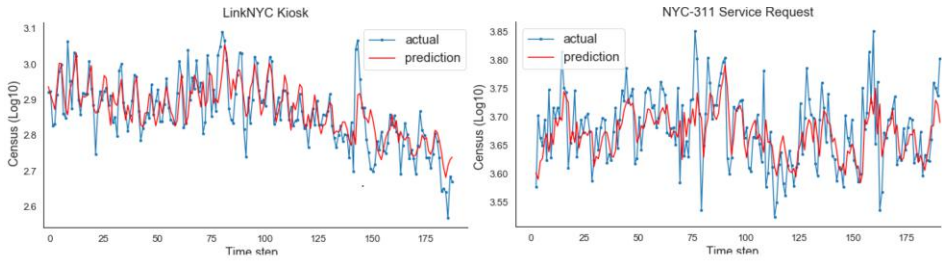 LinkNYC Kiosk
3.1
3.0
2.9
2.8
2.7
2.6
Census (Log10)
0 25 50 75 100 125 150 175
Time step
actual
prediction
NYC-311 Service Request
3.85
3.80
3.75
3.70
3.65
3.60
3.55
Census (Log10)
0 25 50 75 100 125 150 175
Time step
actual
prediction